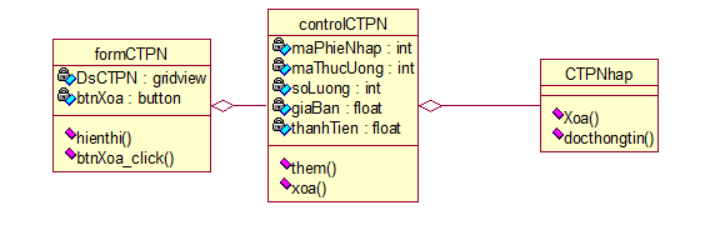 formCTPN
DsCTPN : gridview
btnXoa : button
hienthi()
btnXoa_click()
controlCTPN
maPhieNhap : int
maThucUong : int
soLuong : int
giaBan : float
thanhTien : float
them()
xoa()
CTPNhap
Xoa()
docthongtin()